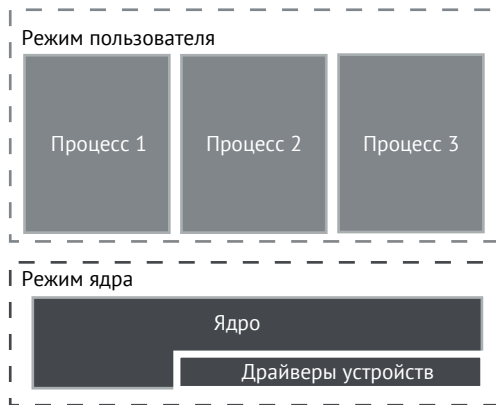 Режим пользователя
Процесс 1
Процесс 2
Процесс 3
Режим ядра
Ядро
Драйверы устройств